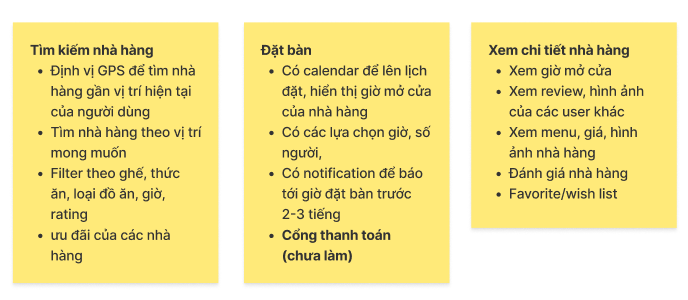 Tìm kiếm nhà hàng
• Định vị GPS để tìm nhà
hàng gần vị trí hiện tại
của người dùng
• Tìm nhà hàng theo vị trí
mong muốn
• Filter theo ghế, thức
ăn, loại đồ ăn, giờ,
rating
• ưu đãi của các nhà
hàng
Đặt bàn
• Có calendar để lên lịch
đặt, hiển thị giờ mở cửa
của nhà hàng
• Có các lựa chọn giờ, số
người,
• Có notification để báo
tới giờ đặt bàn trước
2-3 tiếng
• Cổng thanh toán
(chưa làm)
Xem chi tiết nhà hàng
• Xem giờ mở cửa
• Xem review, hình ảnh
của các user khác
• Xem menu, giá, hình
ảnh nhà hàng
• Đánh giá nhà hàng
• Favorite/wish list